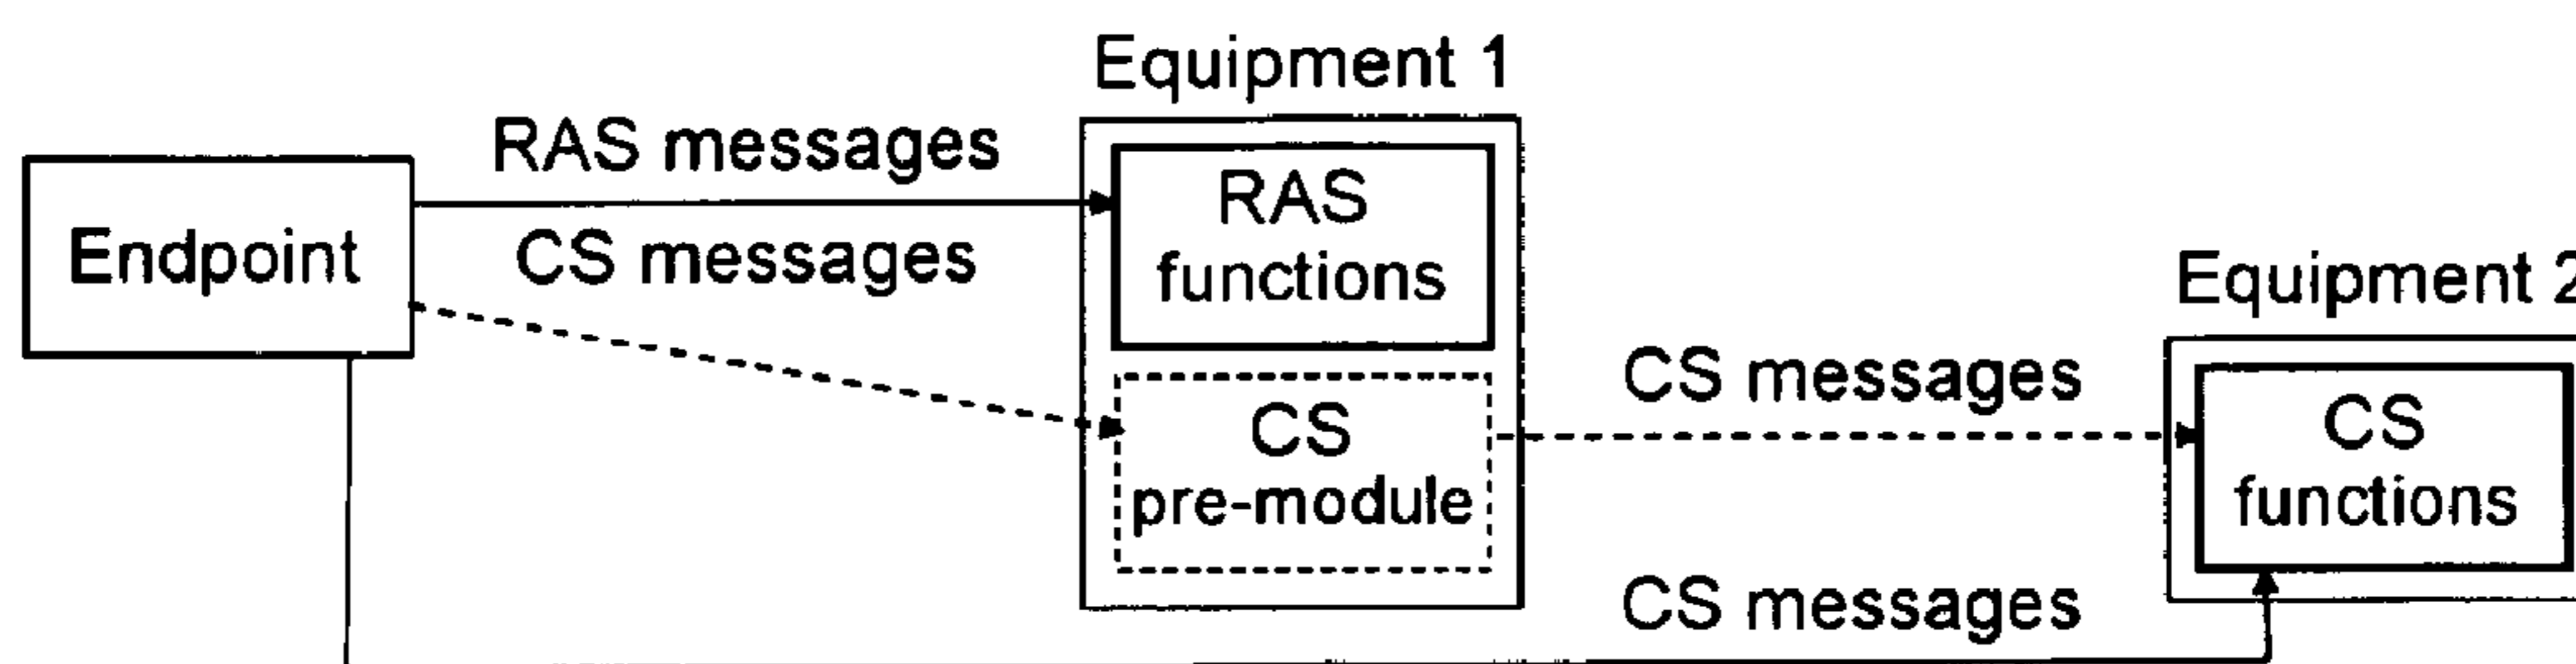 Equipment 1
RAS messages
Endpoint
CS messages
RAS
functions
Equipment 2
CS messages
CS
pre-module
CS
functions
CS messages